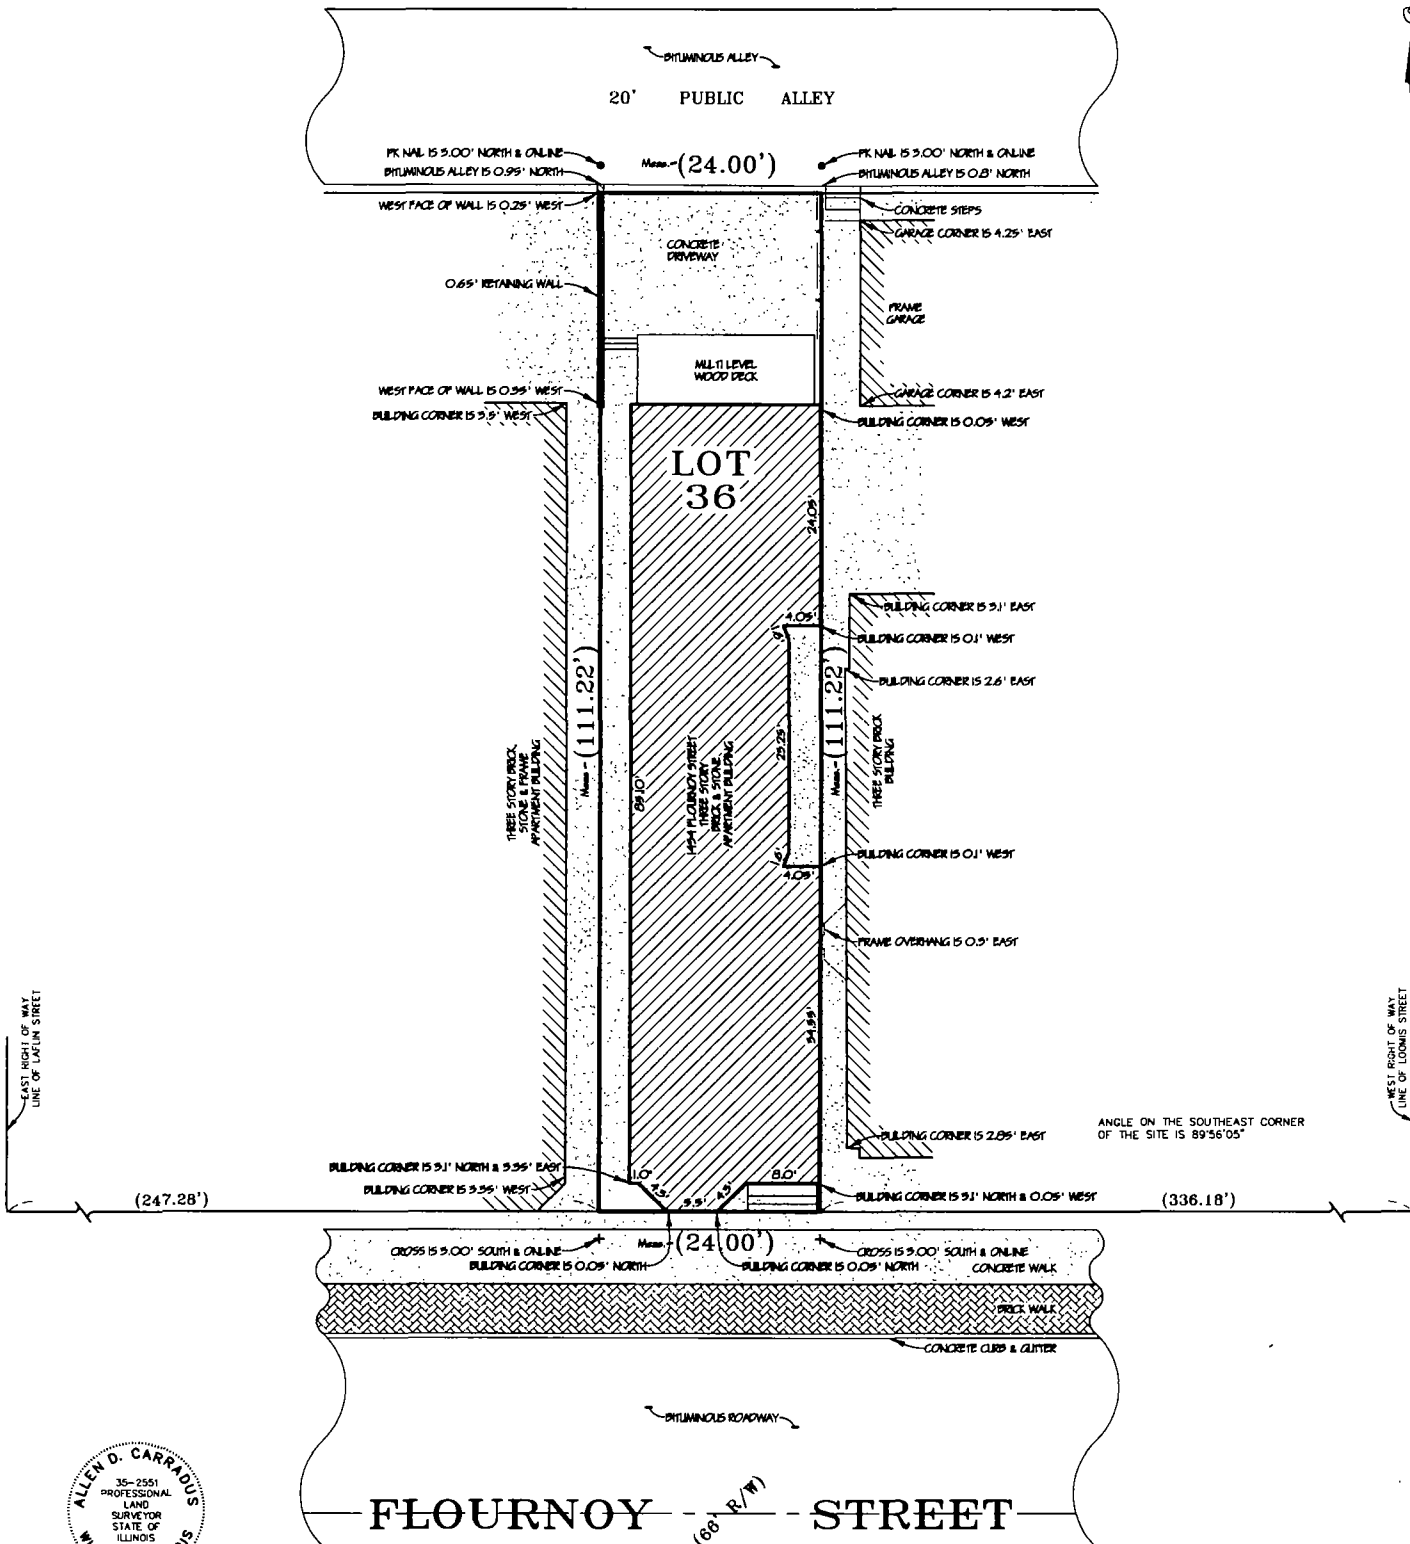 BITUMINOUS ALLEY
20' PUBLIC ALLEY
PK NAIL IS 3.00' NORTH & ONLINE
Meas.-(24.00')
PK NAIL IS 3.00' NORTH & ONLINE
BITUMINOUS ALLEY IS 0.95' NORTH
BITUMINOUS ALLEY IS 0.8' NORTH
WEST FACE OF WALL IS 0.25' WEST
CONCRETE STEPS
GARAGE CORNER IS 4.25' EAST
CONCRETE
DRIVEWAY
0.65' RETAINING WALL
FRAME
GARAGE
MULTI LEVEL
WOOD DECK
WEST FACE OF WALL IS 0.35' WEST
GARAGE CORNER IS 4.2' EAST
BUILDING CORNER IS 3.5' WEST
BUILDING CORNER IS 0.05' WEST
LOT
36
24.05'
BUILDING CORNER IS 3.1' EAST
4.05'
BUILDING CORNER IS 0.1' WEST
BUILDING CORNER IS 2.6' EAST
Meas.-(111.22')
Meas.-(111.22')
25.25'
THREE STORY BRICK,
STONE & FRAME
APARTMENT BUILDING
85.10'
1454 FLOURNOY STREET
THREE STORY
BRICK & STONE
APARTMENT BUILDING
THREE STORY BRICK
BUILDING
1.6'
4.05'
BUILDING CORNER IS 0.1' WEST
FRAME OVERHANG IS 0.3' EAST
34.55'
EAST RIGHT OF WAY
LINE OF LAFLIN STREET
WEST RIGHT OF WAY
LINE OF LOOMIS STREET
ANGLE ON THE SOUTHEAST CORNER
OF THE SITE IS 89°56'05"
BUILDING CORNER IS 2.85' EAST
BUILDING CORNER IS 3.1' NORTH & 3.35' EAST
1.0'
8.0'
BUILDING CORNER IS 3.35' WEST
4.3'
5.5'
4.3'
BUILDING CORNER IS 3.1' NORTH & 0.05' WEST
(247.28')
(336.18')
CROSS IS 3.00' SOUTH & ONLINE
Meas.-(24.00')
CROSS IS 3.00' SOUTH & ONLINE
BUILDING CORNER IS 0.05' NORTH
BUILDING CORNER IS 0.05' NORTH
CONCRETE WALK
BRICK WALK
CONCRETE CURB & GUTTER
BITUMINOUS ROADWAY
FLOURNOY STREET
(66' R/W)
ALLEN D. CARRADUS
35-2551
PROFESSIONAL
LAND
SURVEYOR
STATE OF
ILLINOIS